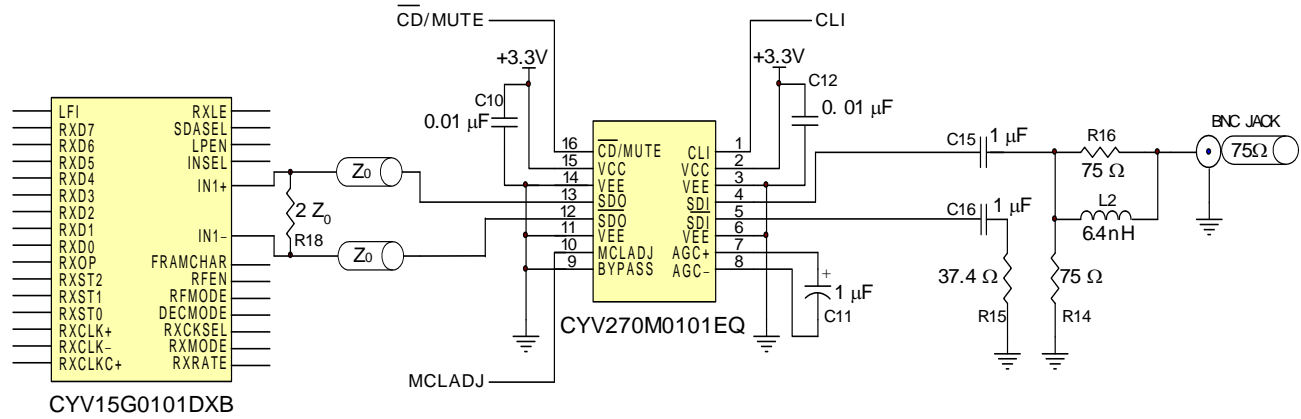 CD/MUTE
CLI
+3.3V
+3.3V
C10
0.01 µF
C12
0. 01 µF
LFI
RXD7
RXD6
RXD5
RXD4
RXD3
RXD2
RXD1
RXD0
RXOP
RXST2
RXST1
RXST0
RXCLK+
RXCLK-
RXCLKC+
RXLE
SDASEL
LPEN
INSEL
IN1+
IN1-
FRAMCHAR
RFEN
RFMODE
DECMODE
RXCKSEL
RXMODE
RXRATE
CYV15G0101DXB
2 Z0
R18
Z0
Z0
16
15
14
13
12
11
10
9
CD/MUTE
VCC
VEE
SDO
SDO
VEE
MCLADJ
BYPASS
CLI
VCC
VEE
SDI
SDI
VEE
AGC+
AGC-
1
2
3
4
5
6
7
8
CYV270M0101EQ
MCLADJ
+
1 µF
C11
C15
1 µF
C16
1 µF
R16
75 Ω
L2
6.4nH
37.4 Ω
R15
75 Ω
R14
BNC JACK
75Ω